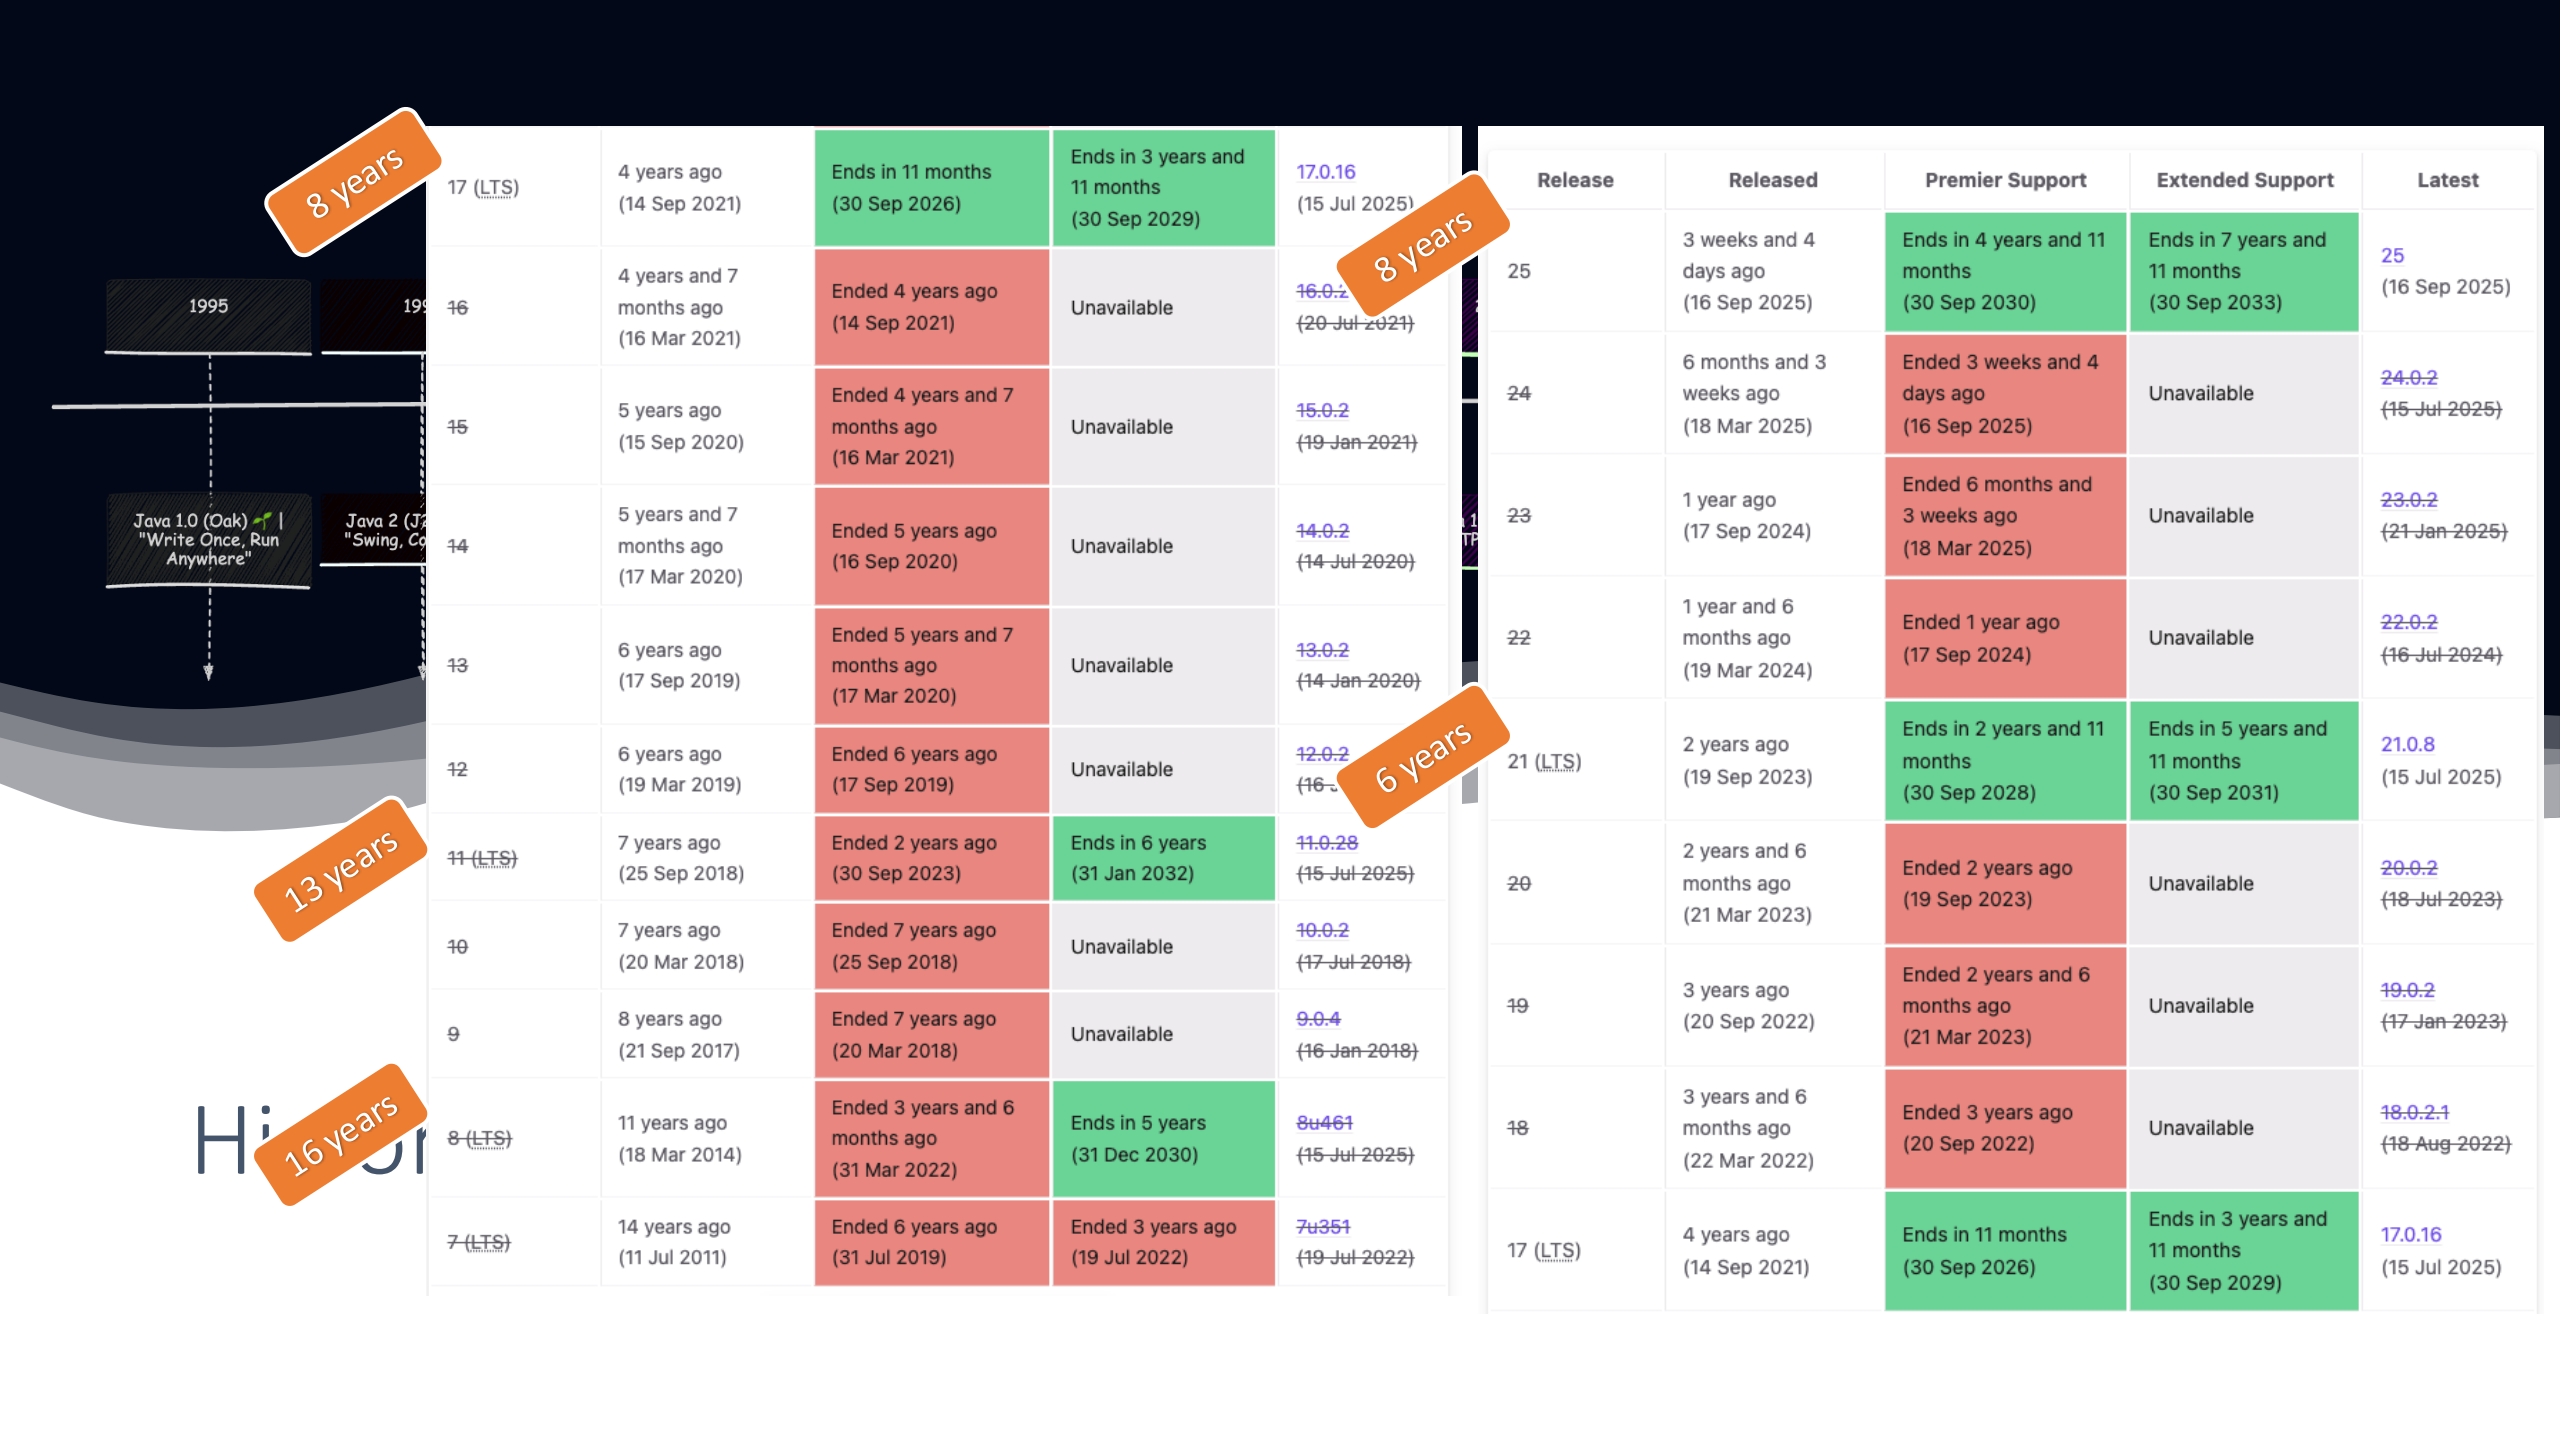 8 years
1995
199
Java 1.0 (Oak) 🌱 |
"Write Once, Run
Anywhere"
Java 2 (J2
"Swing, Co
13 years
16 years
17 (LTS)
4 years ago
(14 Sep 2021)
Ends in 11 months
(30 Sep 2026)
Ends in 3 years and
11 months
(30 Sep 2029)
17.0.16
(15 Jul 2025)
16
4 years and 7
months ago
(16 Mar 2021)
Ended 4 years ago
(14 Sep 2021)
Unavailable
16.0.2
(20 Jul 2021)
15
5 years ago
(15 Sep 2020)
Ended 4 years and 7
months ago
(16 Mar 2021)
Unavailable
15.0.2
(19 Jan 2021)
14
5 years and 7
months ago
(17 Mar 2020)
Ended 5 years ago
(16 Sep 2020)
Unavailable
14.0.2
(14 Jul 2020)
13
6 years ago
(17 Sep 2019)
Ended 5 years and 7
months ago
(17 Mar 2020)
Unavailable
13.0.2
(14 Jan 2020)
12
6 years ago
(19 Mar 2019)
Ended 6 years ago
(17 Sep 2019)
Unavailable
12.0.2
(16
11 (LTS)
7 years ago
(25 Sep 2018)
Ended 2 years ago
(30 Sep 2023)
Ends in 6 years
(31 Jan 2032)
11.0.28
(15 Jul 2025)
10
7 years ago
(20 Mar 2018)
Ended 7 years ago
(25 Sep 2018)
Unavailable
10.0.2
(17 Jul 2018)
9
8 years ago
(21 Sep 2017)
Ended 7 years ago
(20 Mar 2018)
Unavailable
9.0.4
(16 Jan 2018)
8 (LTS)
11 years ago
(18 Mar 2014)
Ended 3 years and 6
months ago
(31 Mar 2022)
Ends in 5 years
(31 Dec 2030)
8u461
(15 Jul 2025)
7 (LTS)
14 years ago
(11 Jul 2011)
Ended 6 years ago
(31 Jul 2019)
Ended 3 years ago
(19 Jul 2022)
7u351
(19 Jul 2022)
8 years
6 years
Release
Released
Premier Support
Extended Support
Latest
25
3 weeks and 4
days ago
(16 Sep 2025)
Ends in 4 years and 11
months
(30 Sep 2030)
Ends in 7 years and
11 months
(30 Sep 2033)
25
(16 Sep 2025)
24
6 months and 3
weeks ago
(18 Mar 2025)
Ended 3 weeks and 4
days ago
(16 Sep 2025)
Unavailable
24.0.2
(15 Jul 2025)
23
1 year ago
(17 Sep 2024)
Ended 6 months and
3 weeks ago
(18 Mar 2025)
Unavailable
23.0.2
(21 Jan 2025)
22
1 year and 6
months ago
(19 Mar 2024)
Ended 1 year ago
(17 Sep 2024)
Unavailable
22.0.2
(16 Jul 2024)
21 (LTS)
2 years ago
(19 Sep 2023)
Ends in 2 years and 11
months
(30 Sep 2028)
Ends in 5 years and
11 months
(30 Sep 2031)
21.0.8
(15 Jul 2025)
20
2 years and 6
months ago
(21 Mar 2023)
Ended 2 years ago
(19 Sep 2023)
Unavailable
20.0.2
(18 Jul 2023)
19
3 years ago
(20 Sep 2022)
Ended 2 years and 6
months ago
(21 Mar 2023)
Unavailable
19.0.2
(17 Jan 2023)
18
3 years and 6
months ago
(22 Mar 2022)
Ended 3 years ago
(20 Sep 2022)
Unavailable
18.0.2.1
(18 Aug 2022)
17 (LTS)
4 years ago
(14 Sep 2021)
Ends in 11 months
(30 Sep 2026)
Ends in 3 years and
11 months
(30 Sep 2029)
17.0.16
(15 Jul 2025)